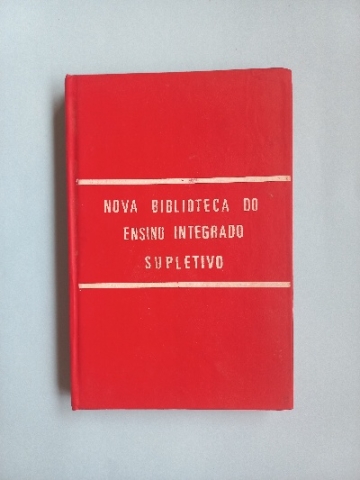 NOVA BIBLIOTECA DO
ENSINO INTEGRADO
SUPLETIVO